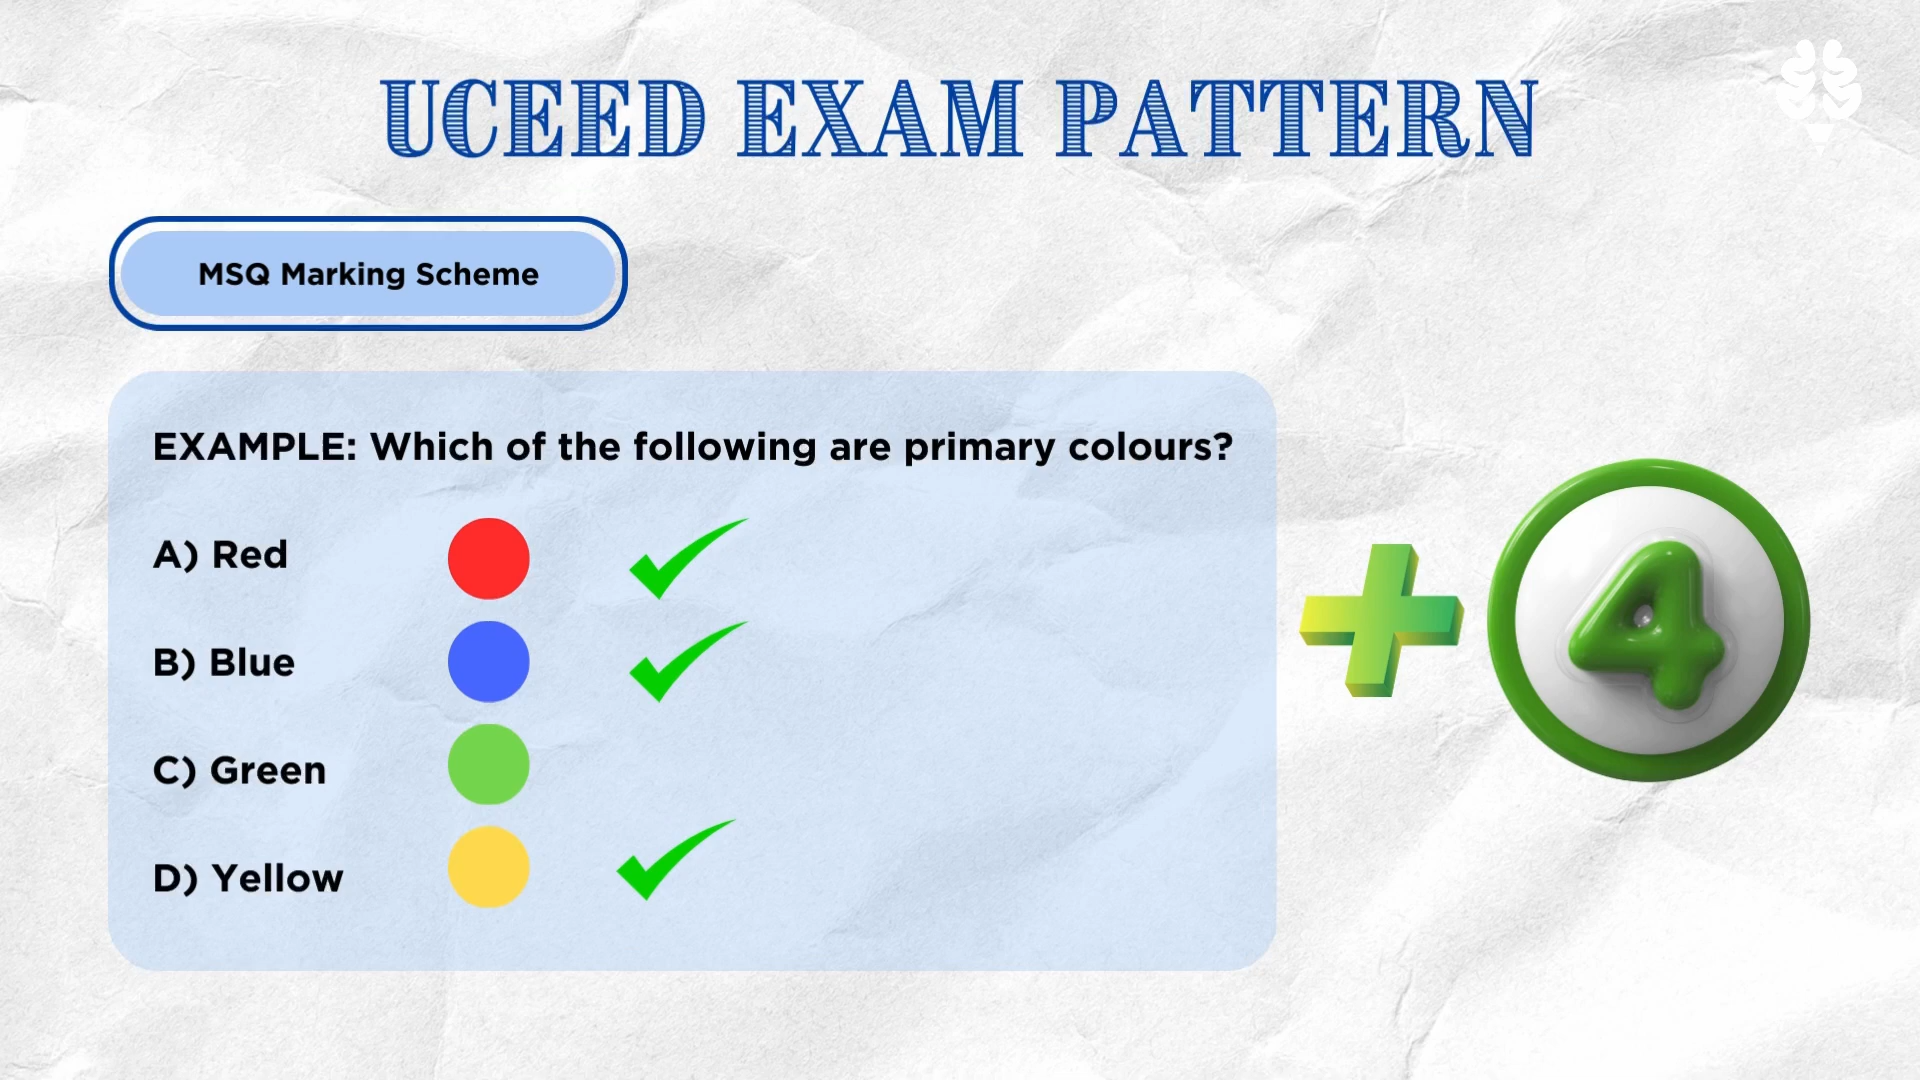 UCEED EXAM PATTERN
MSQ Marking Scheme
EXAMPLE: Which of the following are primary colours?
A) Red
B) Blue
C) Green
D) Yellow
+4